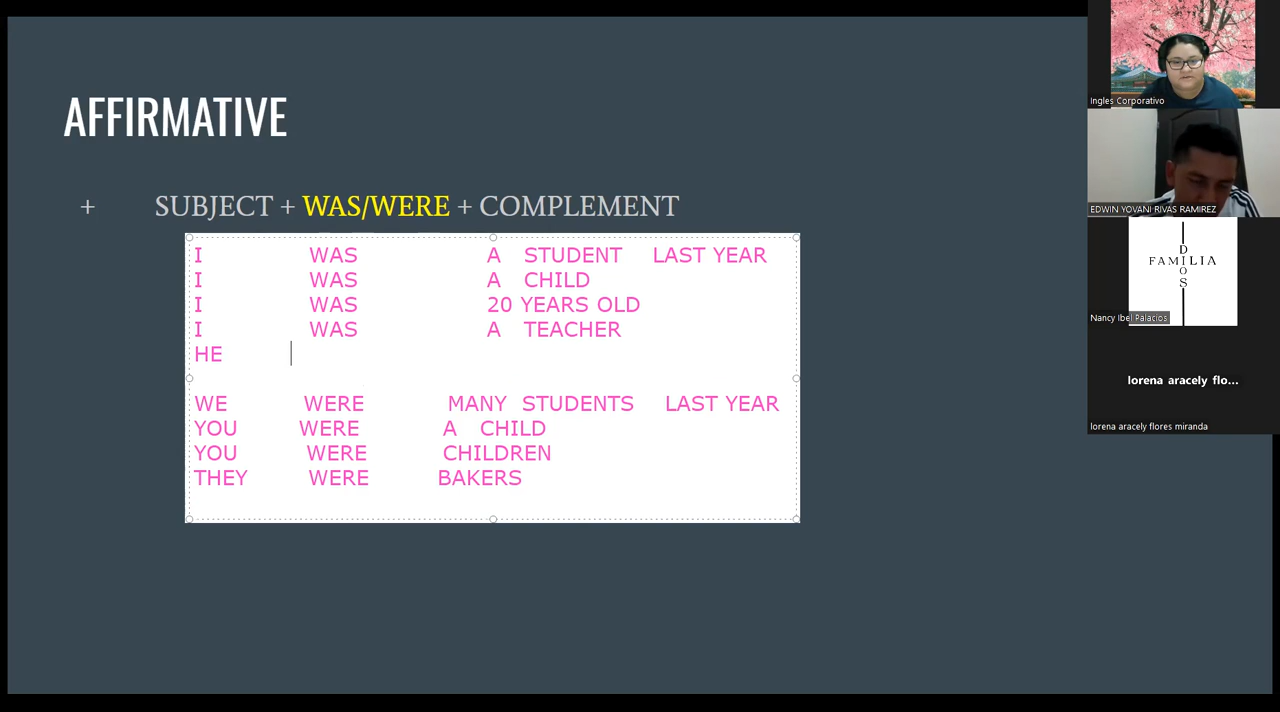 AFFIRMATIVE
+ SUBJECT + WAS/WERE + COMPLEMENT
I WAS A STUDENT LAST YEAR
I WAS A CHILD
I WAS 20 YEARS OLD
I WAS A TEACHER
HE
WE WERE MANY STUDENTS LAST YEAR
YOU WERE A CHILD
YOU WERE CHILDREN
THEY WERE BAKERS
Ingles Corporativo
EDWIN YOVANI RIVAS RAMIREZ
DIOS
FAMILIA
Nancy Ibel Palacios
lorena aracely flo...
lorena aracely flores miranda